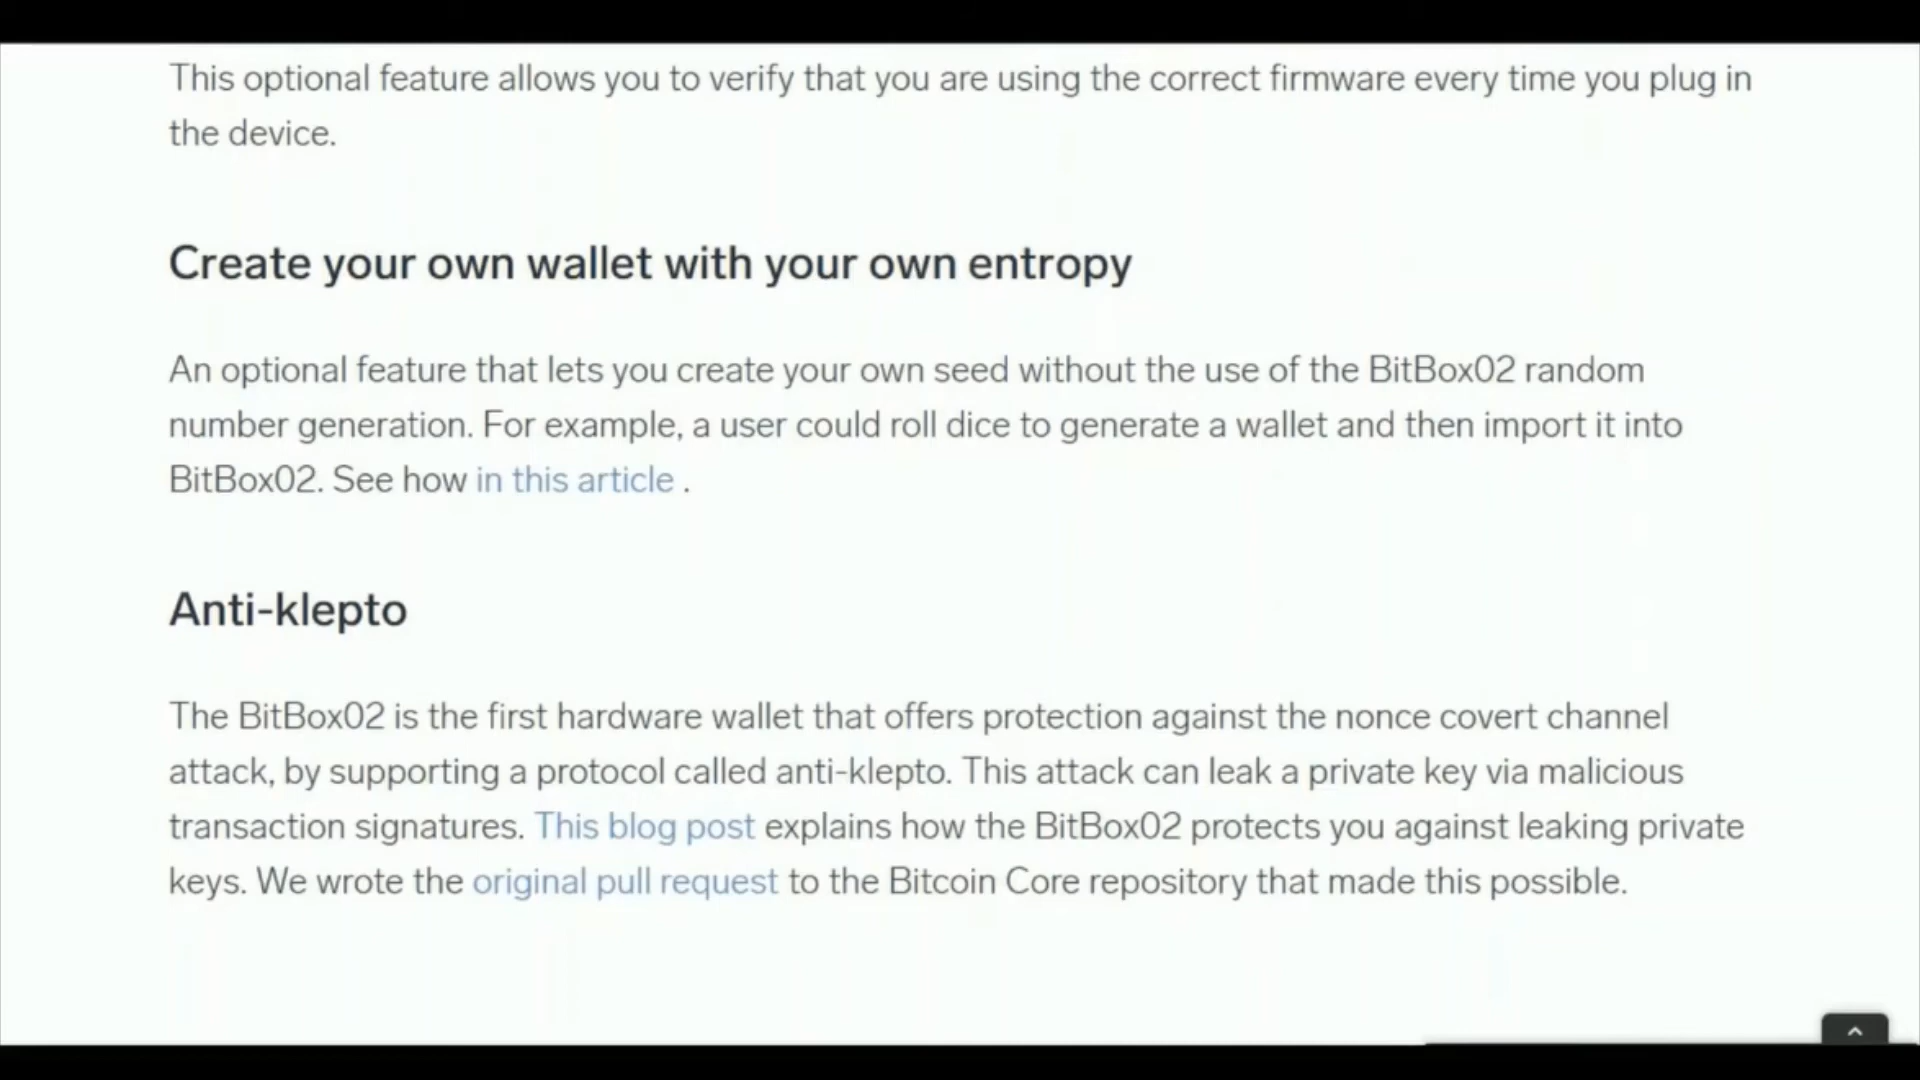 This optional feature allows you to verify that you are using the correct firmware every time you plug in
the device.
Create your own wallet with your own entropy
An optional feature that lets you create your own seed without the use of the BitBox02 random
number generation. For example, a user could roll dice to generate a wallet and then import it into
BitBox02. See how in this article .
Anti-klepto
The BitBox02 is the first hardware wallet that offers protection against the nonce covert channel
attack, by supporting a protocol called anti-klepto. This attack can leak a private key via malicious
transaction signatures. This blog post explains how the BitBox02 protects you against leaking private
keys. We wrote the original pull request to the Bitcoin Core repository that made this possible.